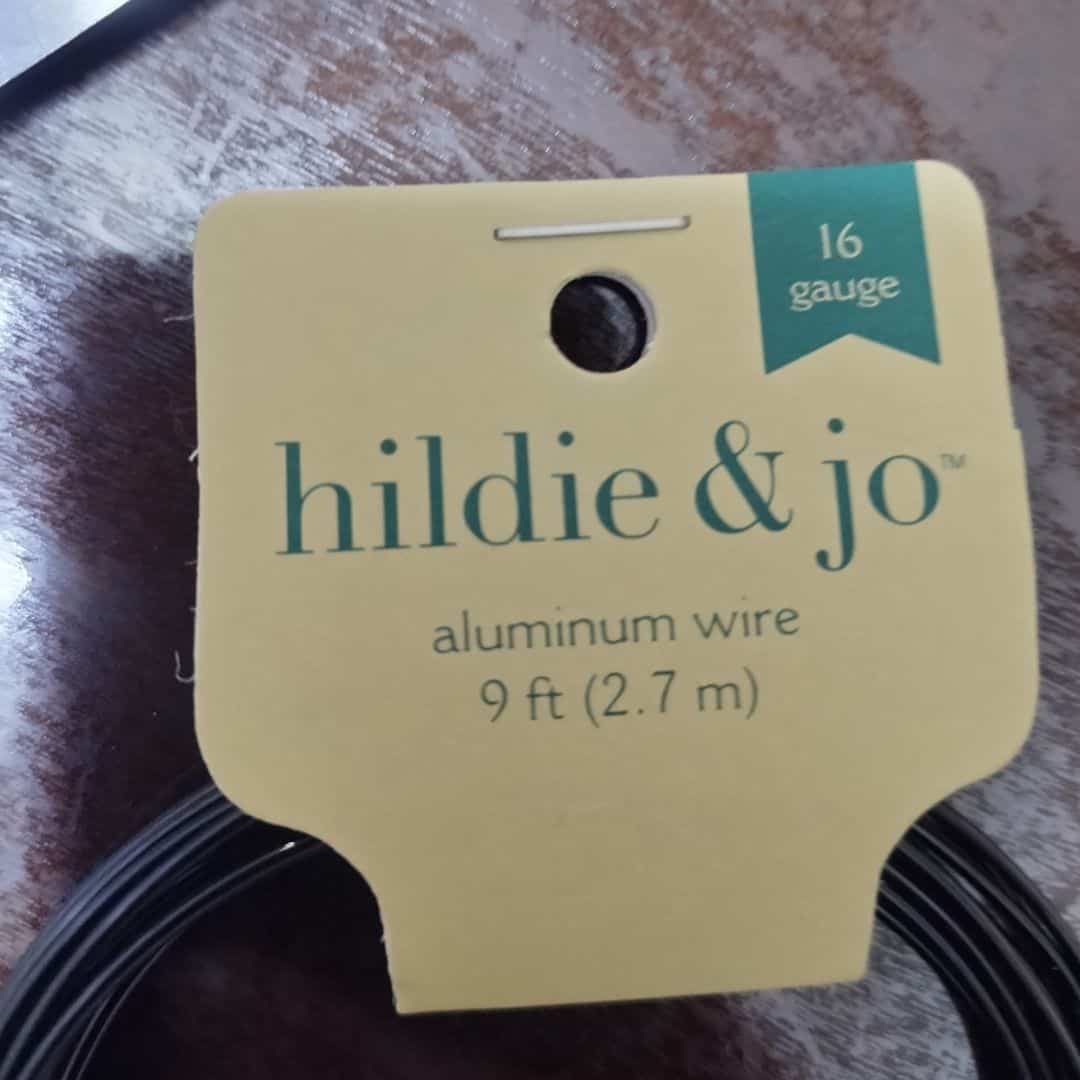 16
gauge
hildie & jo™
aluminum wire
9 ft (2.7 m)